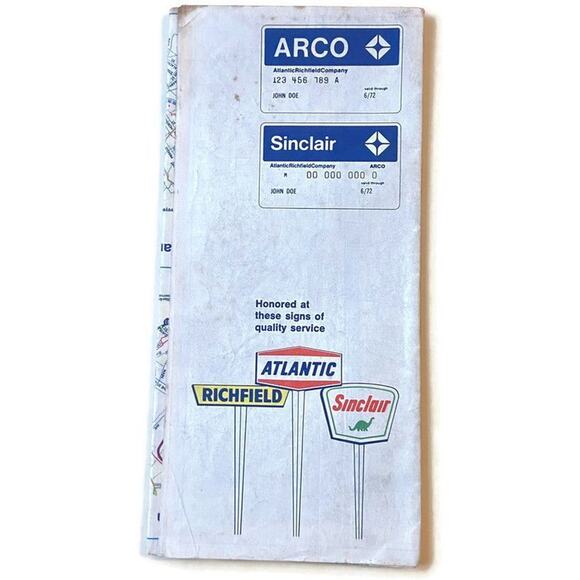 ARCO
AtlanticRichfieldCompany
123 456 789 A
valid through
JOHN DOE 6/72
Sinclair
AtlanticRichfieldCompany ARCO
M 00 000 000 0
valid through
JOHN DOE 6/72
Honored at
these signs of
quality service
ATLANTIC
RICHFIELD
Sinclair